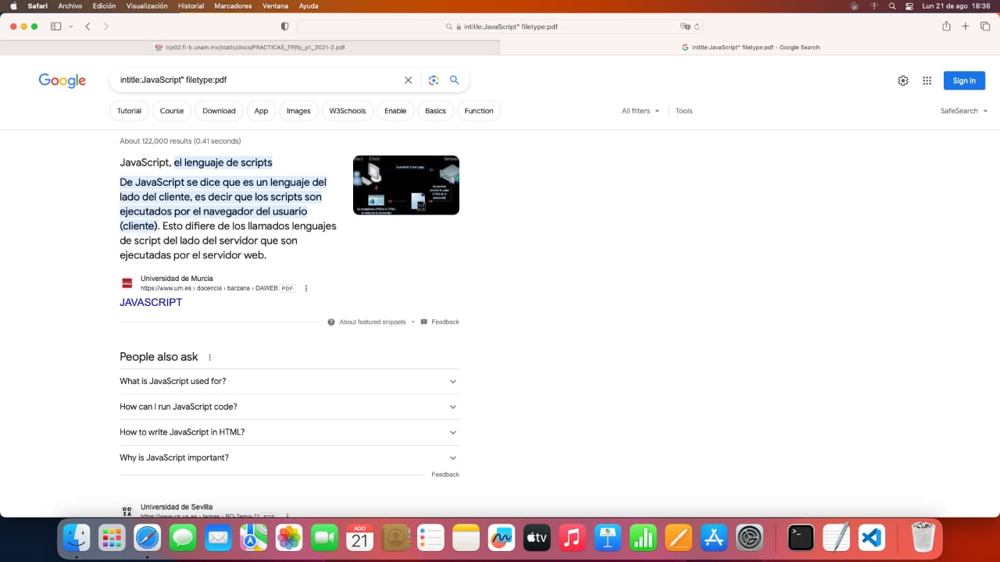 Safari Archivo Edición Visualización Historial Marcadores Ventana Ayuda Lun 21 de ago 18:36
intitle:JavaScript" filetype:pdf
lcp02.fi-b.unam.mx/static/docs/PRACTICAS_FP/fp_p1_2021-2.pdf
intitle:JavaScript" filetype:pdf - Google Search
Google
intitle:JavaScript" filetype:pdf
Sign in
Tutorial Course Download App Images W3Schools Enable Basics Function
All filters Tools SafeSearch
About 122,000 results (0.41 seconds)
JavaScript, el lenguaje de scripts
De JavaScript se dice que es un lenguaje del
lado del cliente, es decir que los scripts son
ejecutados por el navegador del usuario
(cliente). Esto difiere de los llamados lenguajes
de script del lado del servidor que son
ejecutadas por el servidor web.
Universidad de Murcia
https://www.um.es › docencia › barzana › DAWEB PDF
JAVASCRIPT
About featured snippets • Feedback
People also ask
What is JavaScript used for?
How can I run JavaScript code?
How to write JavaScript in HTML?
Why is JavaScript important?
Feedback
Universidad de Sevilla
https://www.cs.us.es › temas › BD-Tema-11 PDF
AGO
21
tv